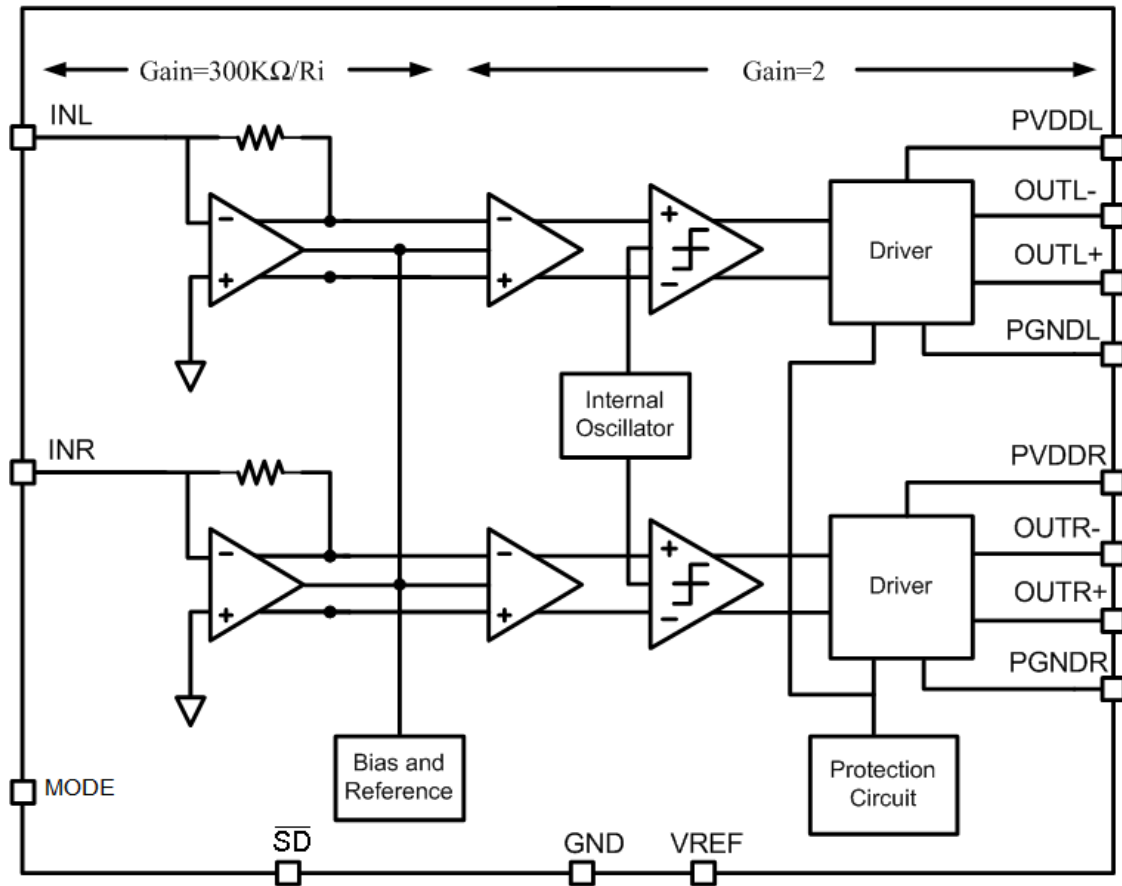 Gain=300KΩ/Ri
Gain=2
INL
PVDDL
OUTL-
OUTL+
PGNDL
-
+
-
+
+
-
Driver
Internal
Oscillator
INR
PVDDR
OUTR-
OUTR+
PGNDR
-
+
-
+
+
-
Driver
Bias and
Reference
Protection
Circuit
MODE
S̅D̅
GND
VREF